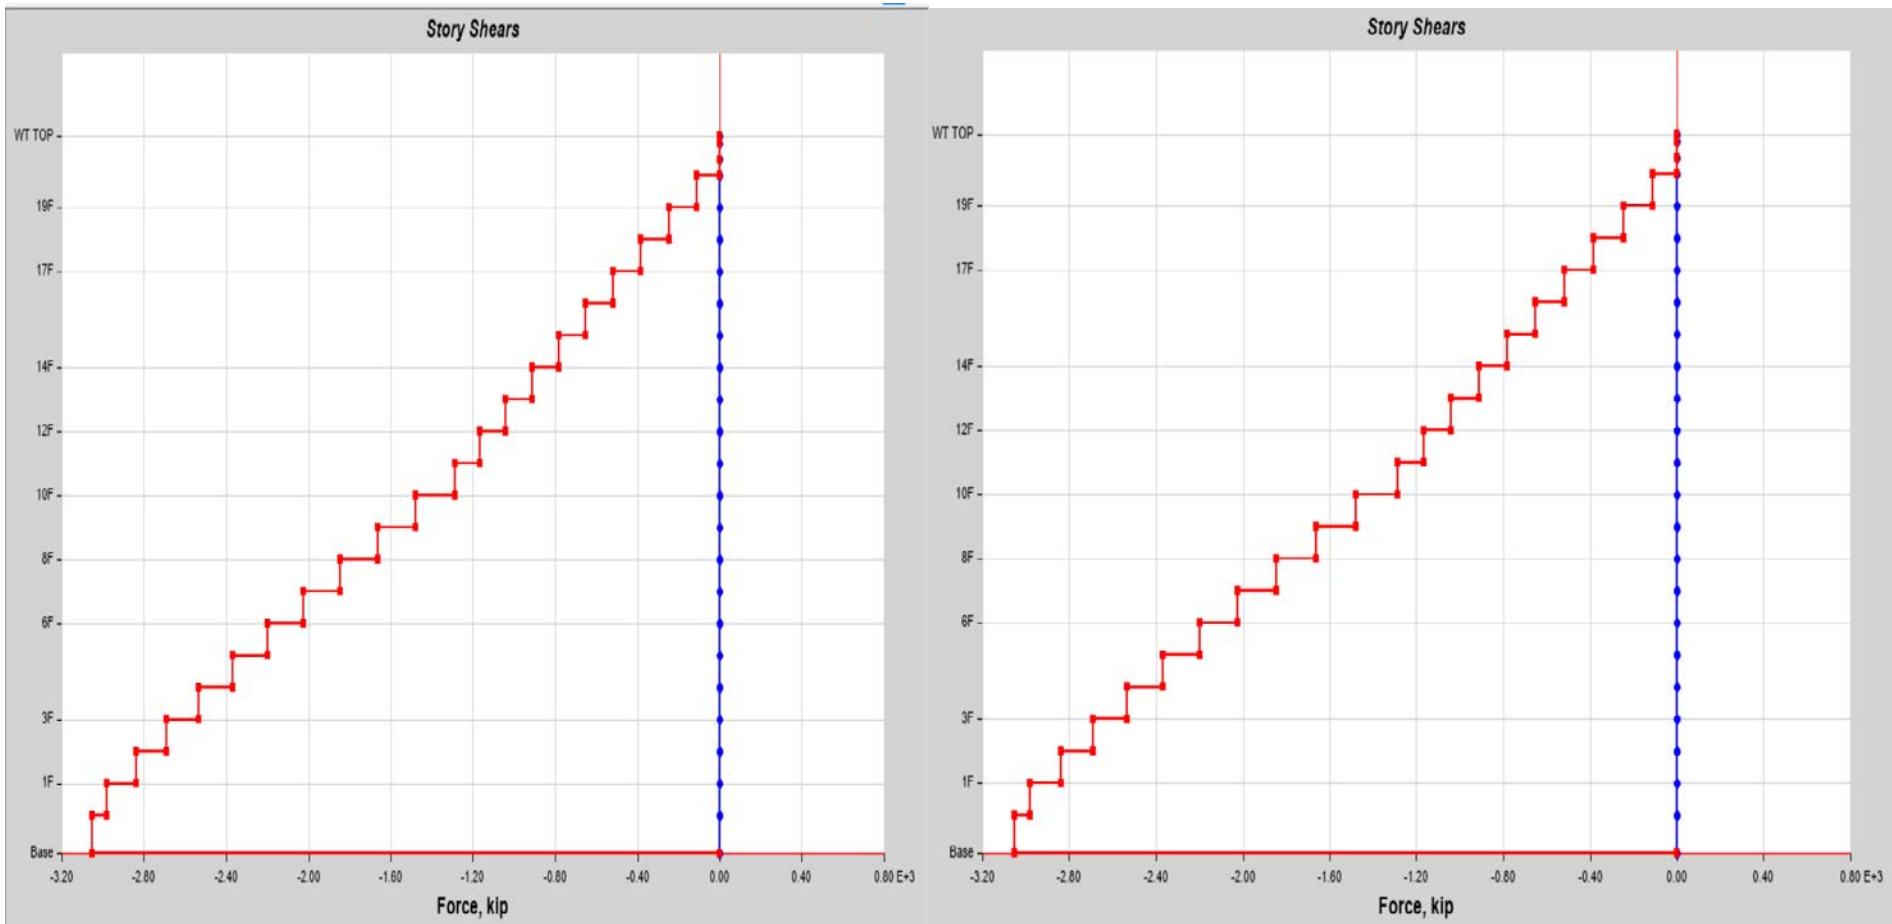 Story Shears
WT TOP
19F
17F
14F
12F
10F
8F
6F
3F
1F
Base
-3.20 -2.80 -2.40 -2.00 -1.60 -1.20 -0.80 -0.40 0.00 0.40 0.80 E+3
Force, kip
Story Shears
WT TOP
19F
17F
14F
12F
10F
8F
6F
3F
1F
Base
-3.20 -2.80 -2.40 -2.00 -1.60 -1.20 -0.80 -0.40 0.00 0.40 0.80 E+3
Force, kip